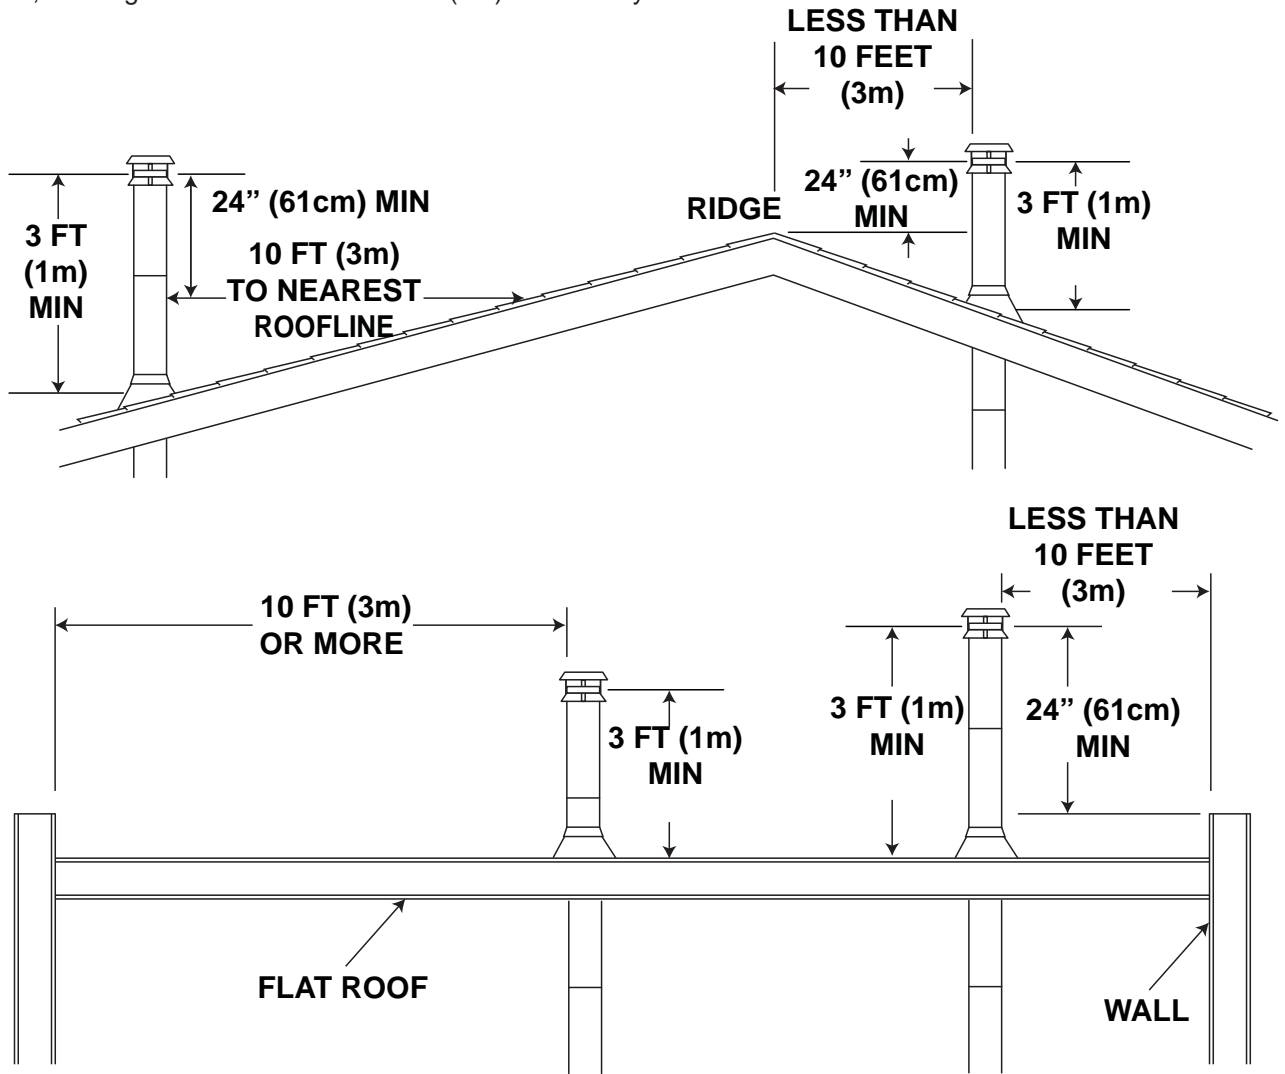 LESS THAN
10 FEET
(3m)
24” (61cm) MIN
3 FT
(1m)
MIN
10 FT (3m)
TO NEAREST
ROOFLINE
RIDGE
24” (61cm)
MIN
3 FT (1m)
MIN
LESS THAN
10 FEET
(3m)
10 FT (3m)
OR MORE
3 FT (1m)
MIN
3 FT (1m)
MIN
24” (61cm)
MIN
FLAT ROOF
WALL